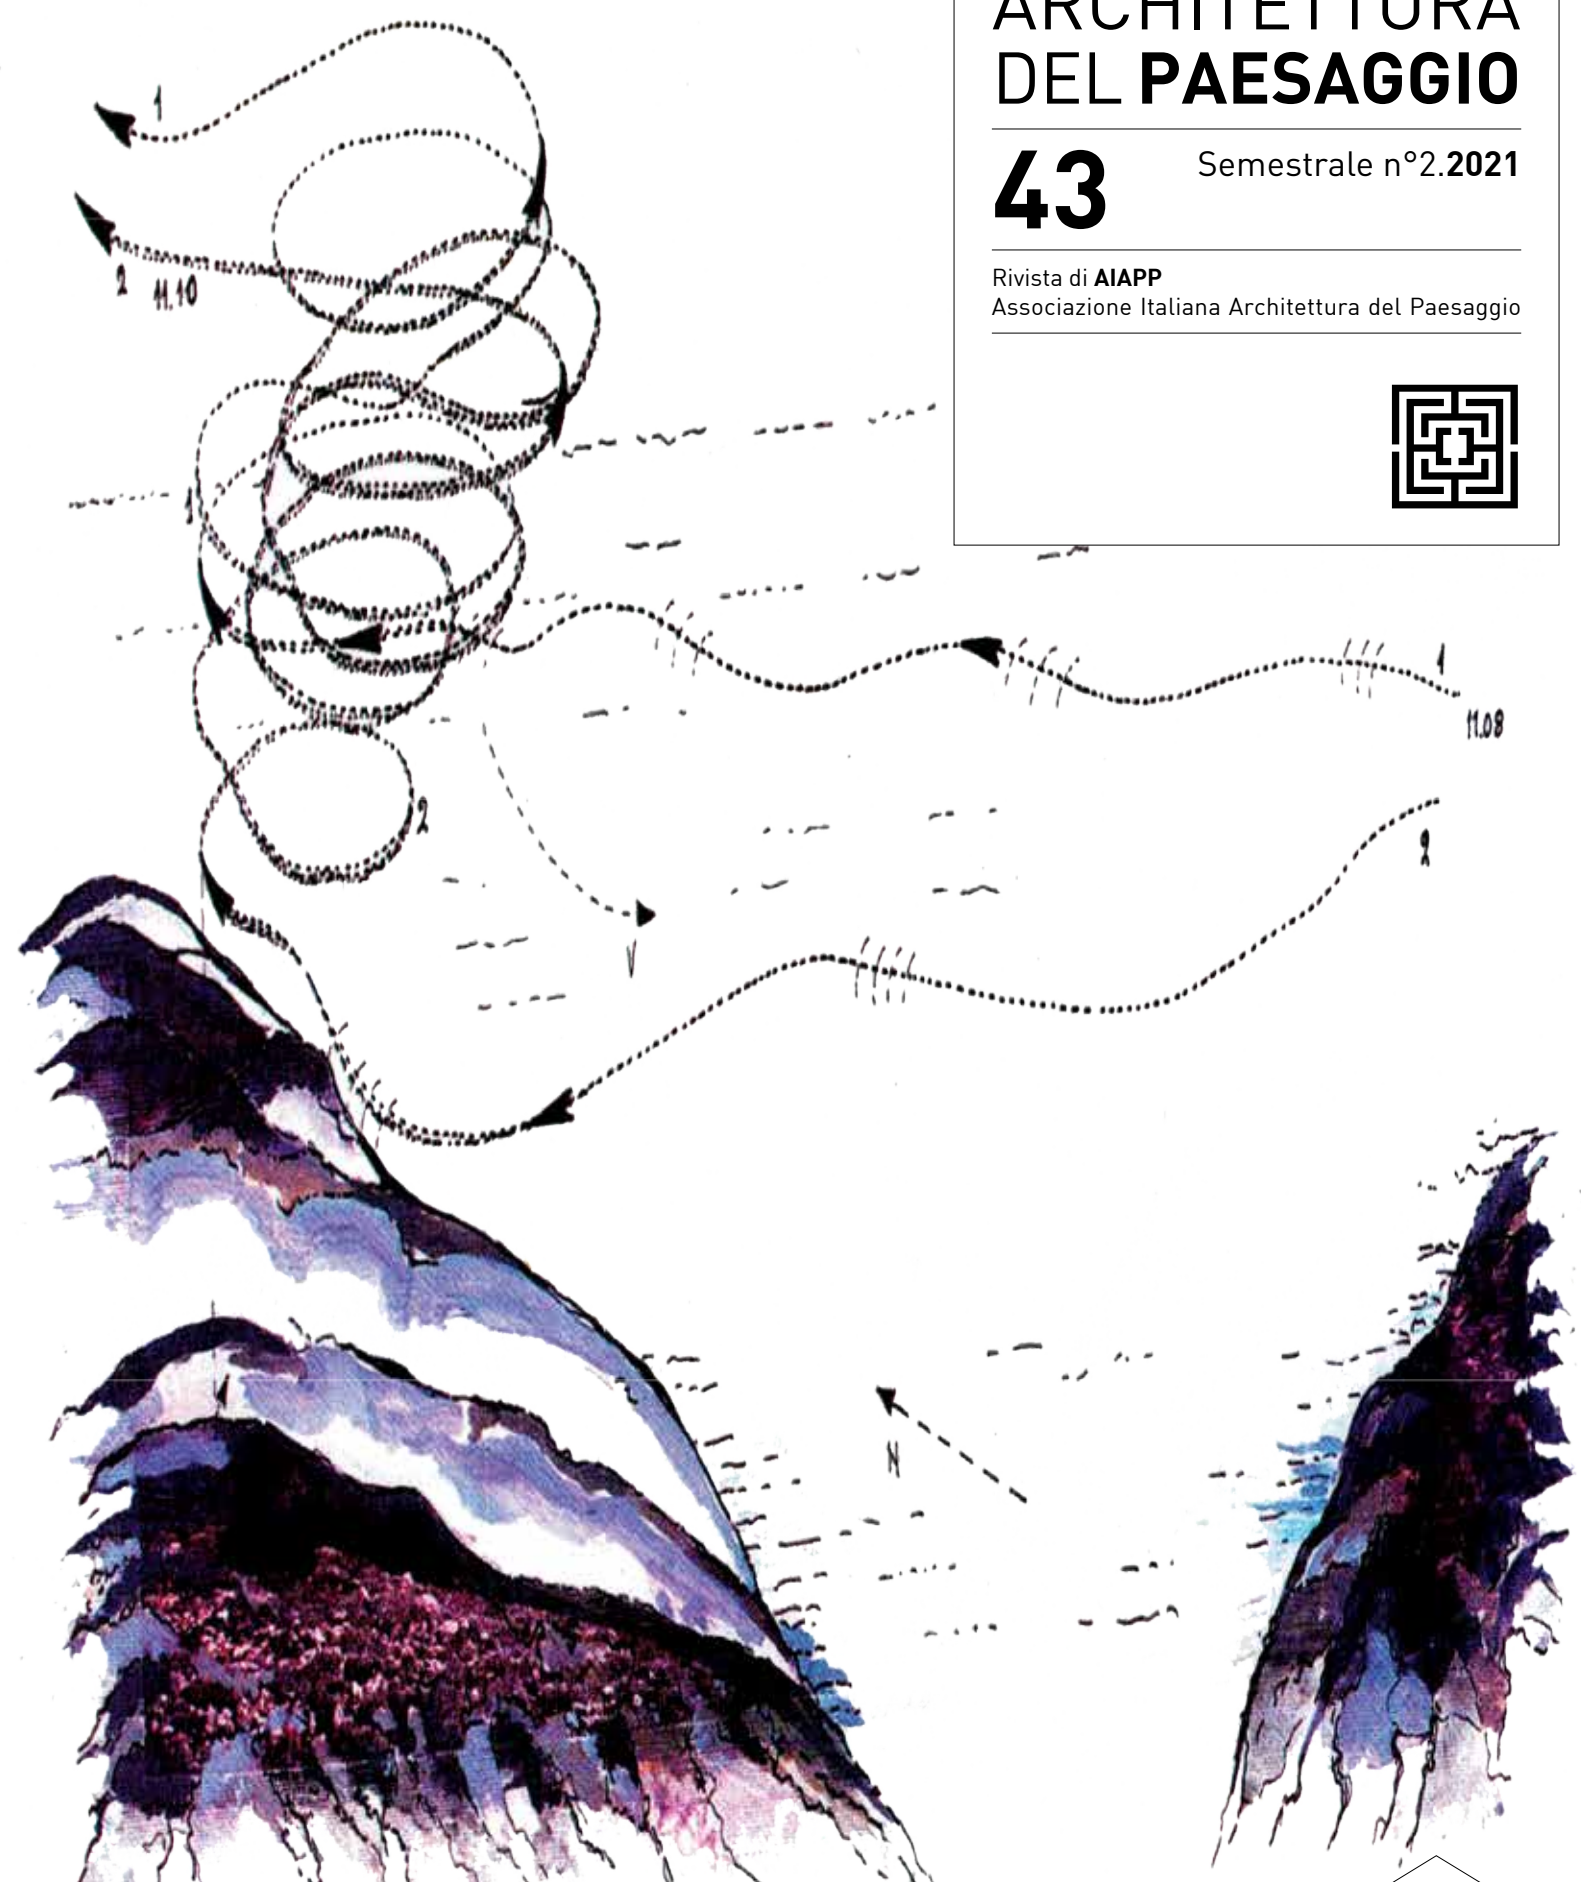 ARCHITETTURA
DEL PAESAGGIO
43
Semestrale n°2.2021
Rivista di AIAPP
Associazione Italiana Architettura del Paesaggio
1
2 11.10
1
1
11.08
2
2
V
N